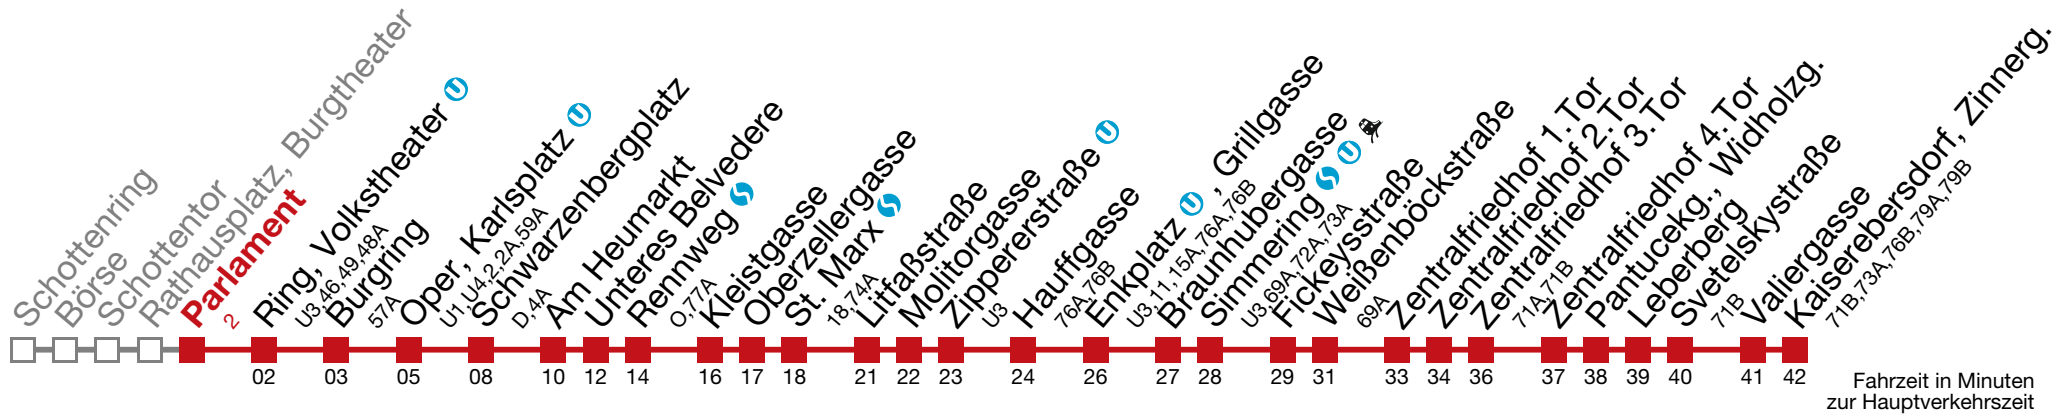 Schottenring
Börse
Schottentor
Rathausplatz, Burgtheater
Parlament
2
Ring, Volkstheater U
U3,46,49,48A
Burgring
57A
Oper, Karlsplatz U
U1,U4,2,2A,59A
Schwarzenbergplatz
D,4A
Am Heumarkt
Unteres Belvedere
Rennweg S
O,77A
Kleistgasse
Oberzellergasse
St. Marx S
18,74A
Litfaßstraße
Molitorgasse
Zippererstraße U
U3
Hauffgasse
76A,76B
Enkplatz U , Grillgasse
U3,11,15A,76A,76B
Braunhubergasse
Simmering S U
U3,69A,72A,73A
Fickeysstraße
Weißenböckstraße
69A
Zentralfriedhof 1.Tor
Zentralfriedhof 2.Tor
Zentralfriedhof 3.Tor
71A,71B
Zentralfriedhof 4.Tor
Pantucekg., Widholzg.
Leberberg
Svetelskystraße
71B
Valiergasse
Kaiserebersdorf, Zinnerg.
71B,73A,76B,79A,79B
02 03 05 08 10 12 14 16 17 18 21 22 23 24 26 27 28 29 31 33 34 36 37 38 39 40 41 42
Fahrzeit in Minuten
zur Hauptverkehrszeit